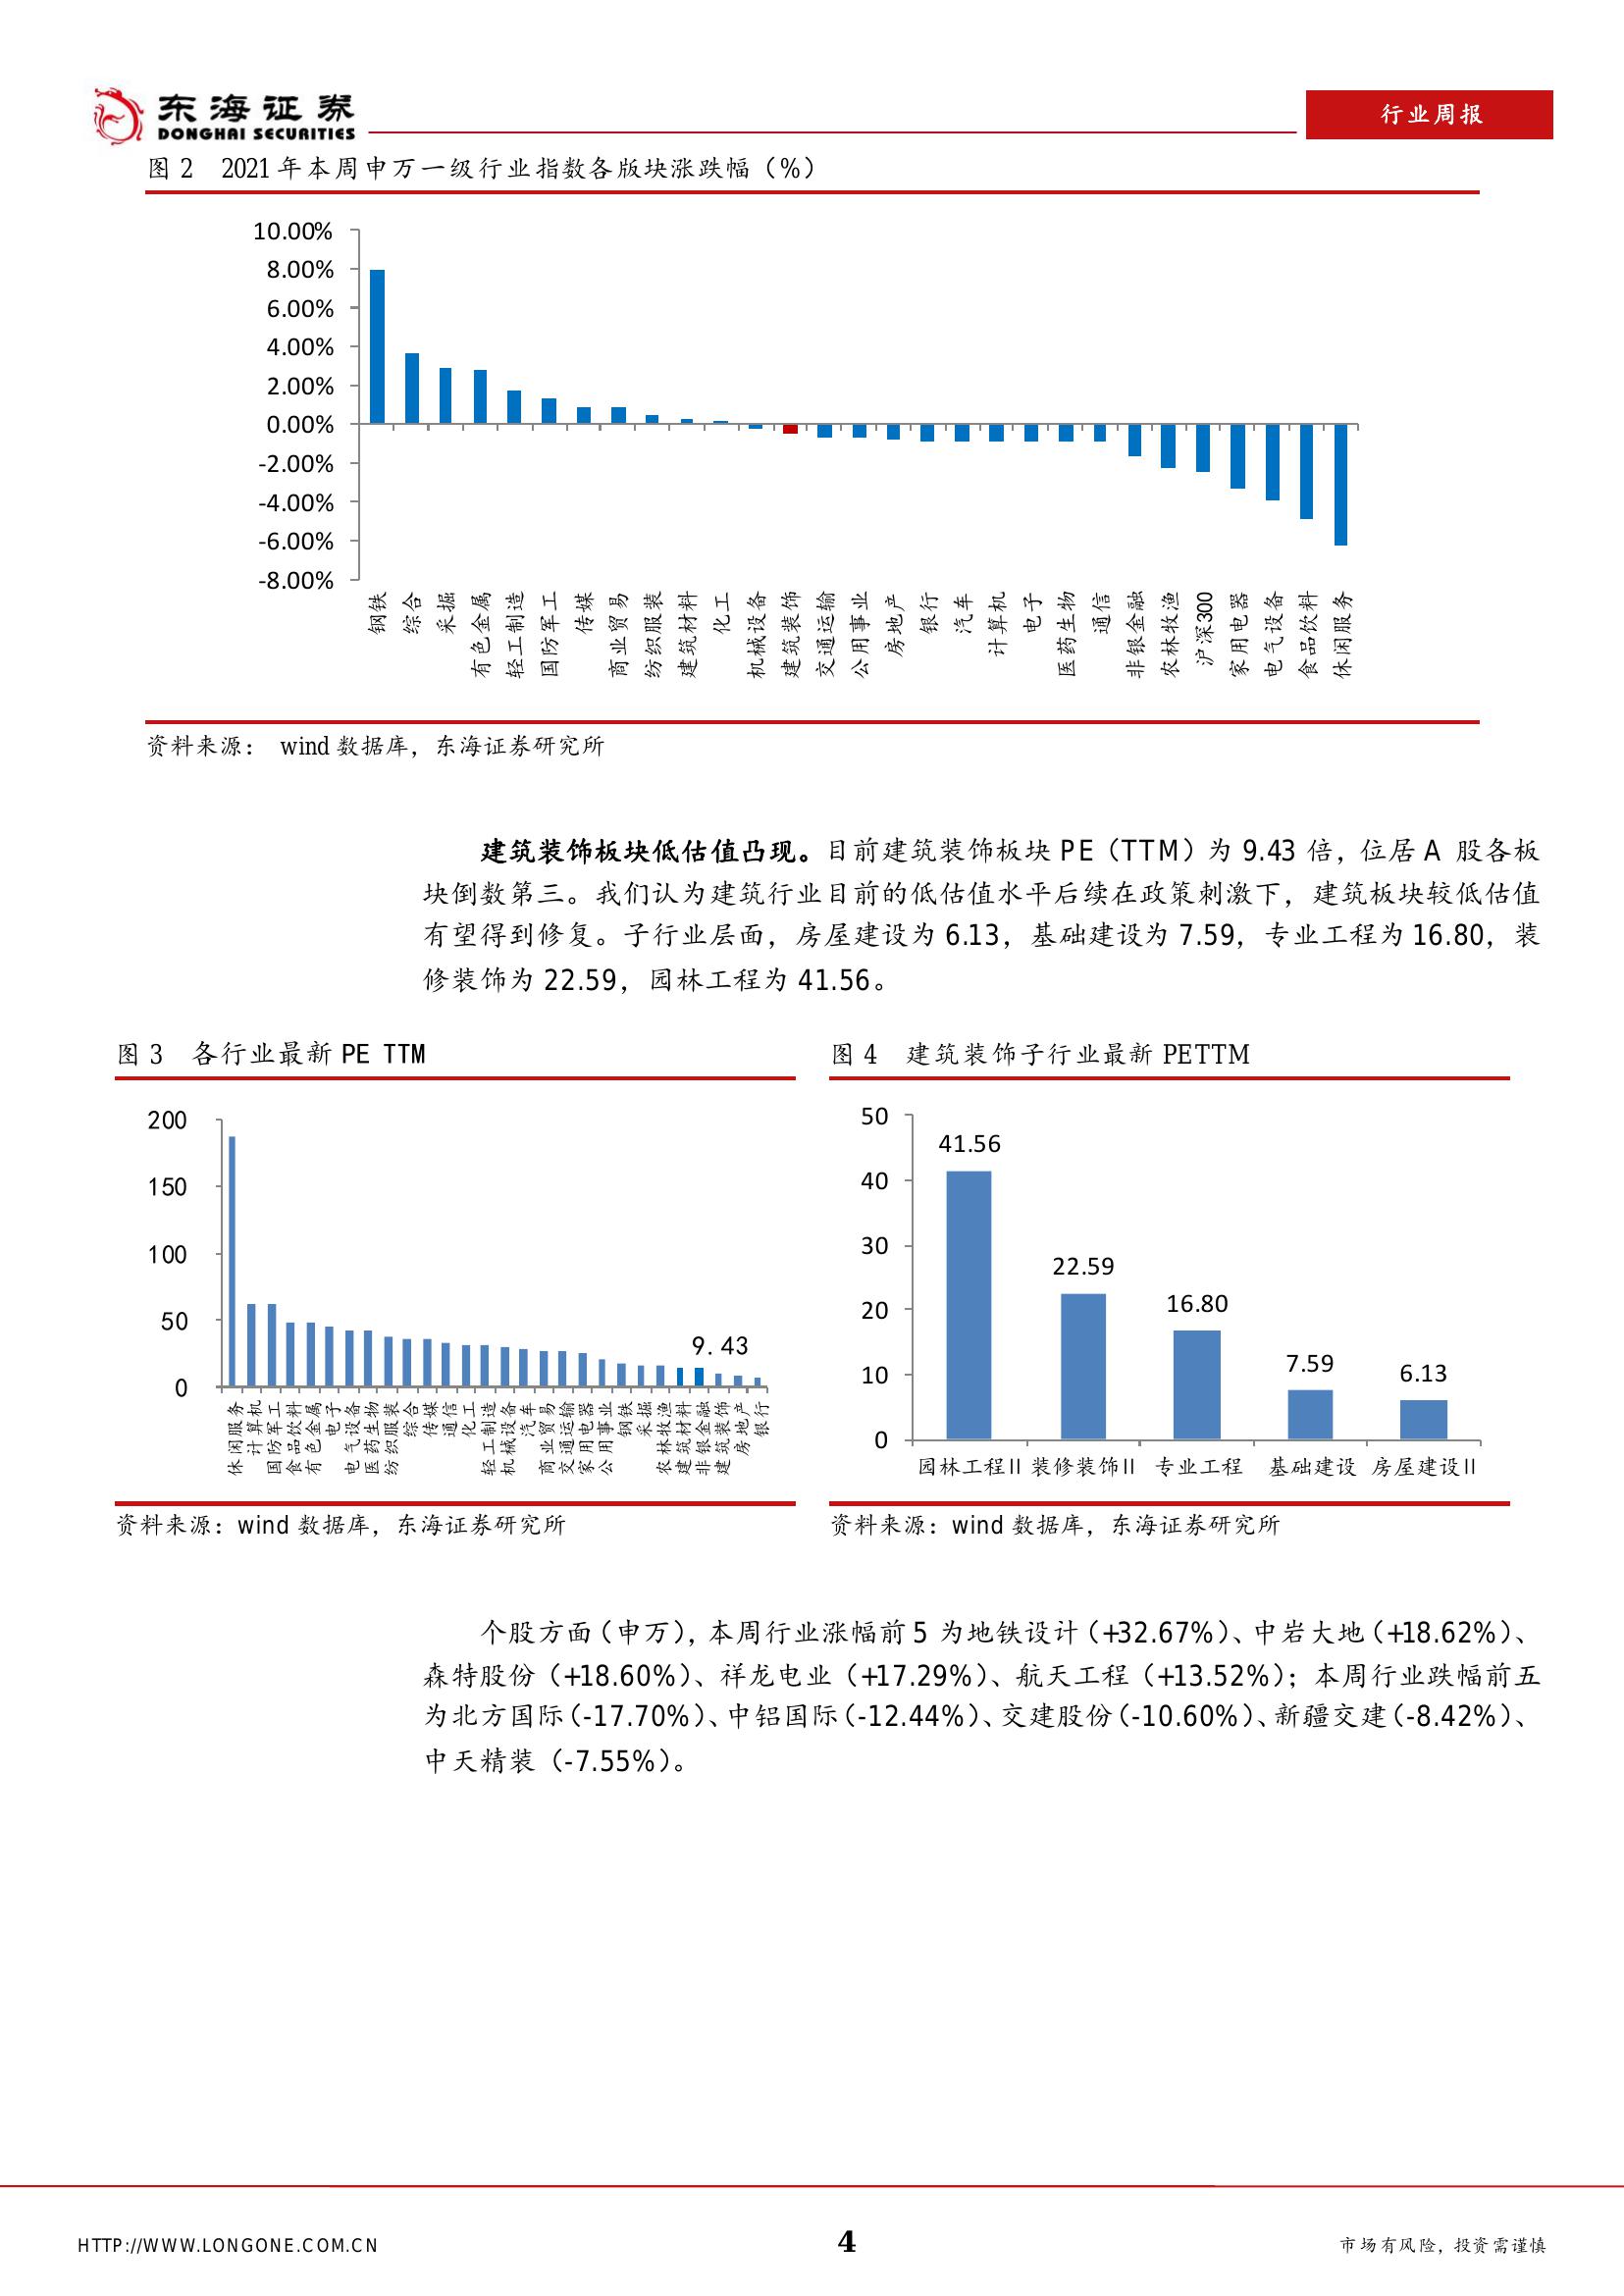 东海证券
DONGHAI SECURITIES
行业周报
图 2 2021 年本周申万一级行业指数各版块涨跌幅（%）
10.00%
8.00%
6.00%
4.00%
2.00%
0.00%
-2.00%
-4.00%
-6.00%
-8.00%
钢铁
综合
采掘
有色金属
轻工制造
国防军工
传媒
商业贸易
纺织服装
建筑材料
化工
机械设备
建筑装饰
交通运输
公用事业
房地产
银行
汽车
计算机
电子
医药生物
通信
非银金融
农林牧渔
沪深300
家用电器
电气设备
食品饮料
休闲服务
资料来源： wind 数据库，东海证券研究所
建筑装饰板块低估值凸现。目前建筑装饰板块 PE（TTM）为 9.43 倍，位居 A 股各板
块倒数第三。我们认为建筑行业目前的低估值水平后续在政策刺激下，建筑板块较低估值
有望得到修复。子行业层面，房屋建设为 6.13，基础建设为 7.59，专业工程为 16.80，装
修装饰为 22.59，园林工程为 41.56。
图 3 各行业最新 PE TTM
200
150
100
50
0
9.43
休闲服务
计算机
国防军工
食品饮料
有色金属
电子
电气设备
医药生物
纺织服装
综合
传媒
通信
化工
轻工制造
机械设备
汽车
商业贸易
交通运输
家用电器
公用事业
钢铁
采掘
农林牧渔
建筑材料
非银金融
建筑装饰
房地产
银行
资料来源：wind 数据库，东海证券研究所
图 4 建筑装饰子行业最新 PETTM
50
40
30
20
10
0
41.56
22.59
16.80
7.59
6.13
园林工程II 装修装饰II 专业工程 基础建设 房屋建设II
资料来源：wind 数据库，东海证券研究所
个股方面（申万），本周行业涨幅前 5 为地铁设计（+32.67%）、中岩大地（+18.62%）、
森特股份（+18.60%）、祥龙电业（+17.29%）、航天工程（+13.52%）；本周行业跌幅前五
为北方国际（-17.70%）、中铝国际（-12.44%）、交建股份（-10.60%）、新疆交建（-8.42%）、
中天精装（-7.55%）。
HTTP://WWW.LONGONE.COM.CN
4
市场有风险，投资需谨慎